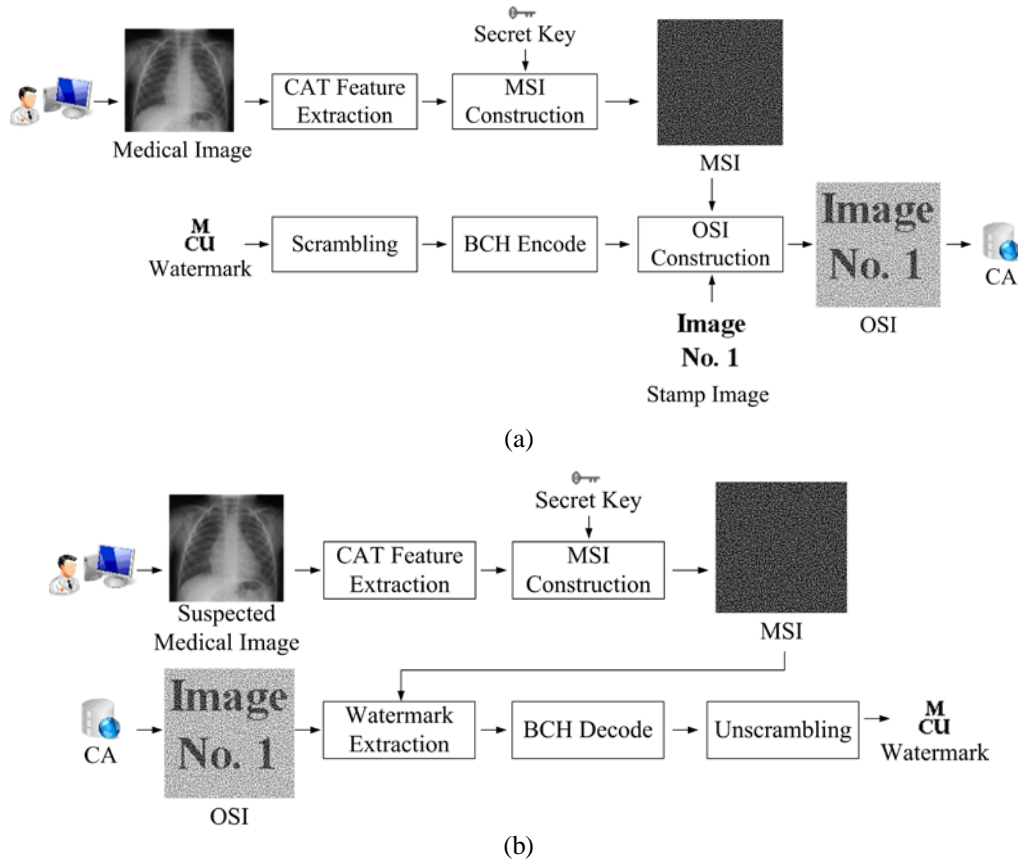 Secret Key
CAT Feature
Extraction
MSI
Construction
Medical Image
MSI
M
CU
Watermark
Scrambling
BCH Encode
OSI
Construction
Image
No. 1
OSI
CA
Image
No. 1
Stamp Image
(a)
Secret Key
CAT Feature
Extraction
MSI
Construction
Suspected
Medical Image
MSI
CA
Image
No. 1
OSI
Watermark
Extraction
BCH Decode
Unscrambling
M
CU
Watermark
(b)